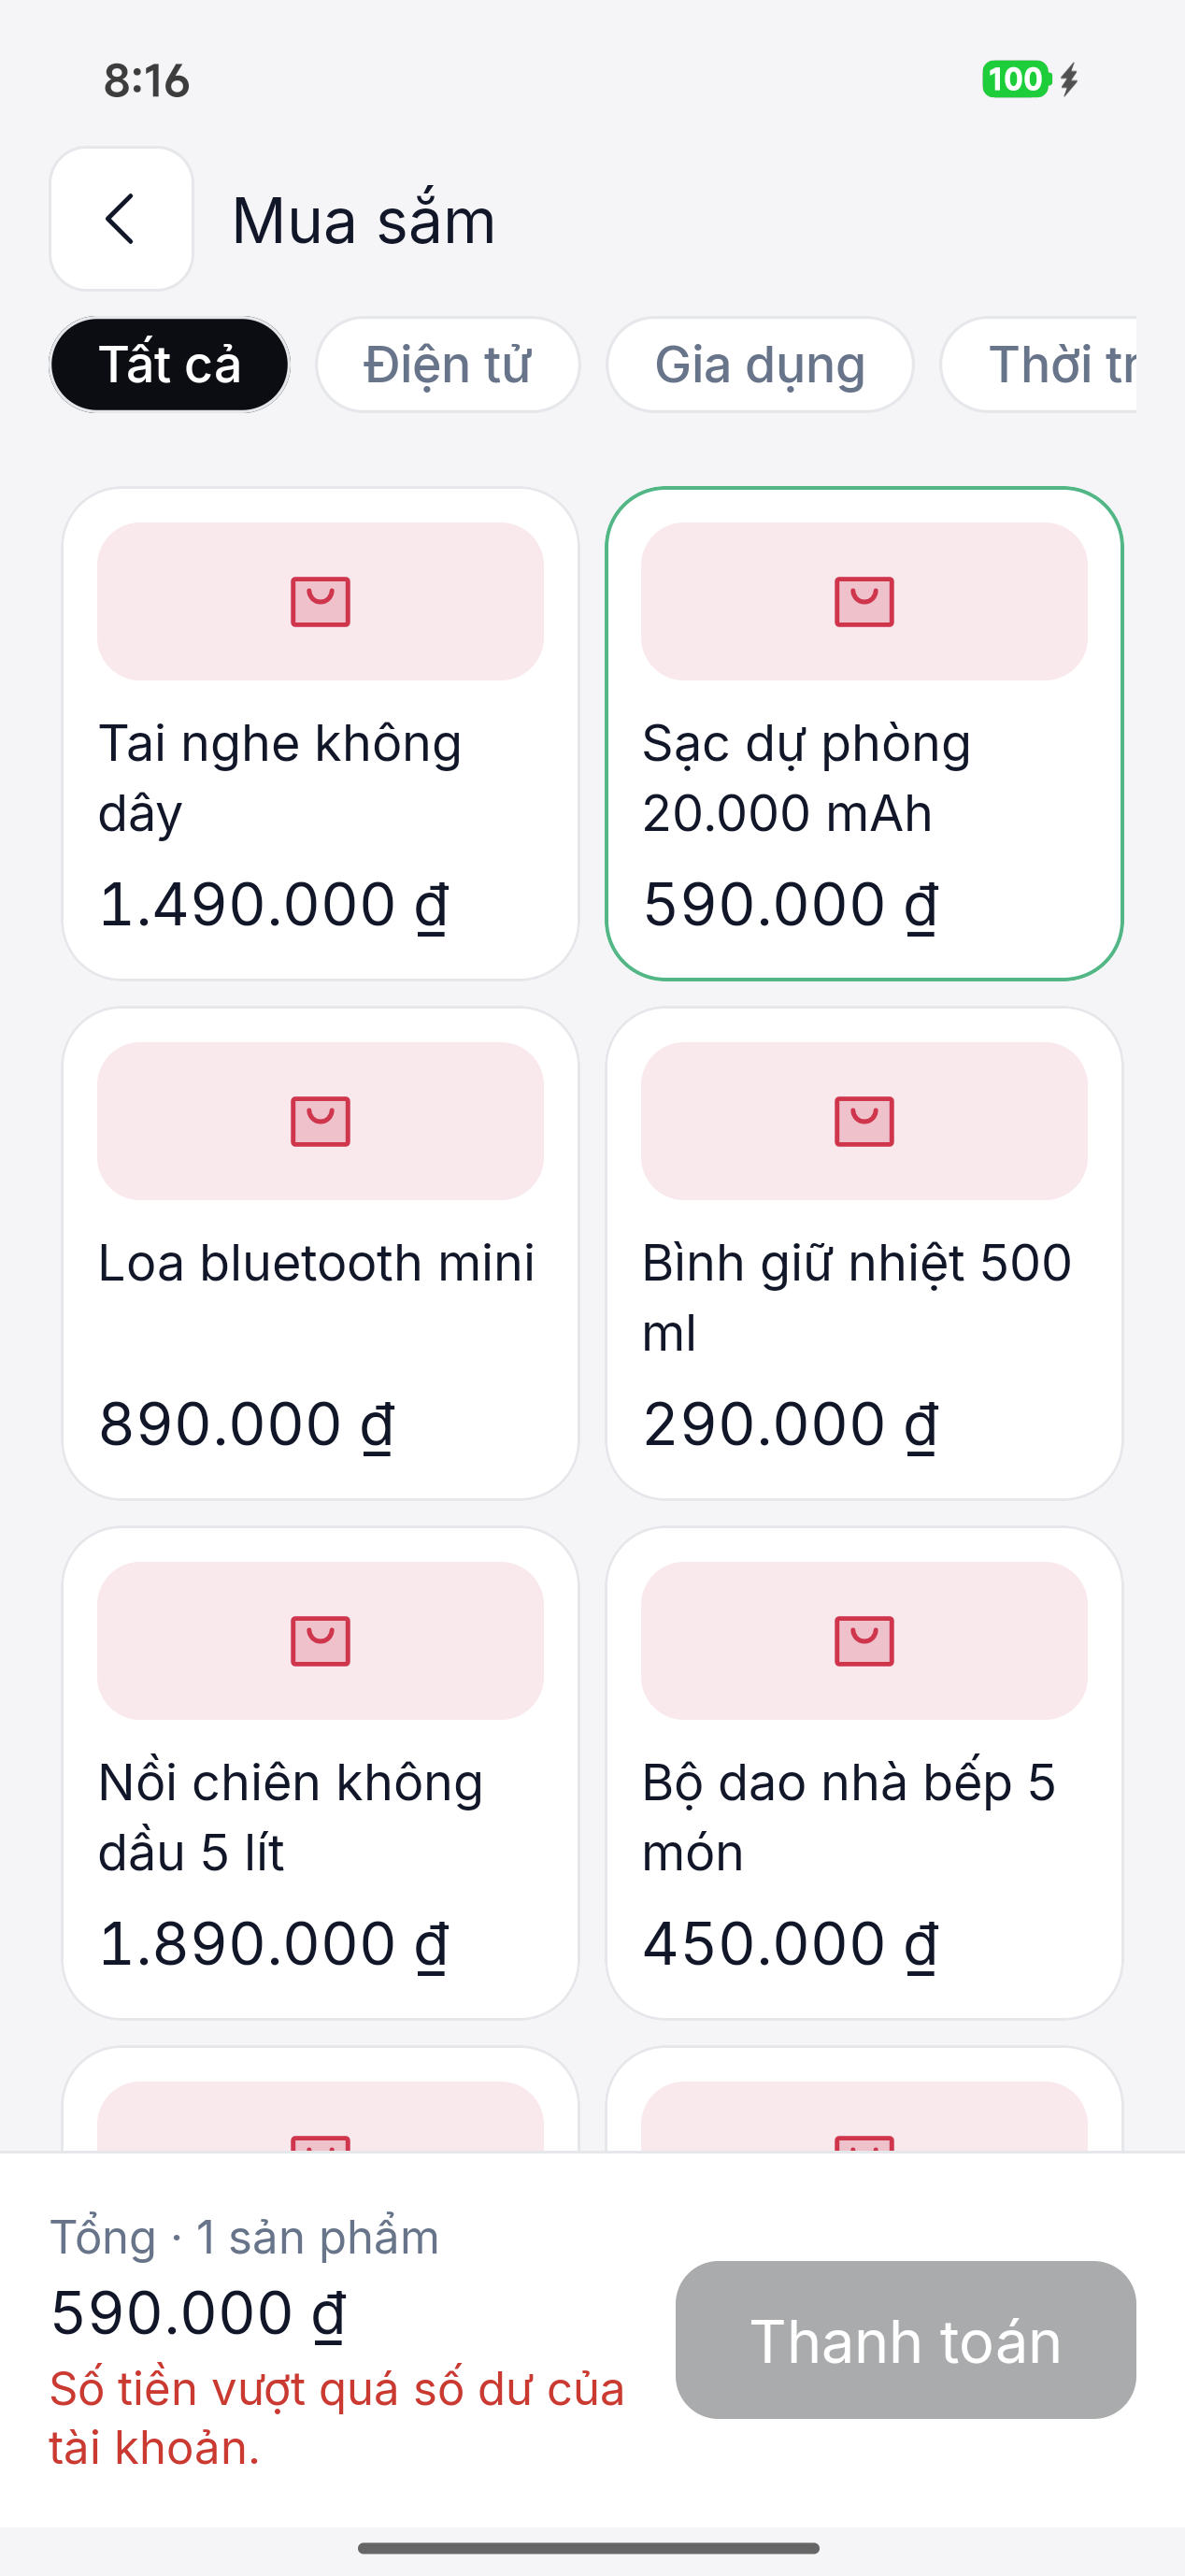 8:16
100
Mua sắm
Tất cả
Điện tử
Gia dụng
Thời tr
Tai nghe không
dây
1.490.000 ₫
Sạc dự phòng
20.000 mAh
590.000 ₫
Loa bluetooth mini
890.000 ₫
Bình giữ nhiệt 500
ml
290.000 ₫
Nồi chiên không
dầu 5 lít
1.890.000 ₫
Bộ dao nhà bếp 5
món
450.000 ₫
Tổng · 1 sản phẩm
590.000 ₫
Số tiền vượt quá số dư của
tài khoản.
Thanh toán